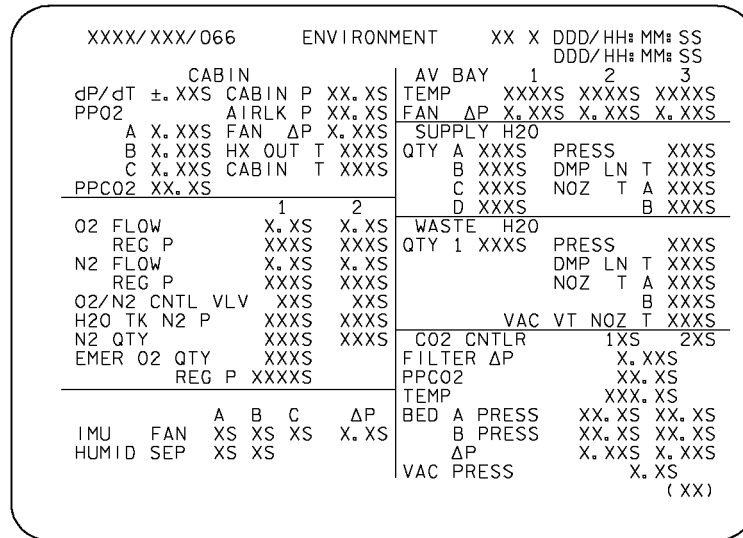 XXXX/XXX/066 ENVIRONMENT XX X DDD/HH:MM:SS
DDD/HH:MM:SS
CABIN
dP/dT ±.XXS CABIN P XX.XS
PPO2 AIRLK P XX.XS
A X.XXS FAN ΔP X.XXS
B X.XXS HX OUT T XXXS
C X.XXS CABIN T XXXS
PPCO2 XX.XS
1 2
O2 FLOW X.XS X.XS
REG P XXXS XXXS
N2 FLOW X.XS X.XS
REG P XXXS XXXS
O2/N2 CNTL VLV XXS XXS
H2O TK N2 P XXXS XXXS
N2 QTY XXXS XXXS
EMER O2 QTY XXXS
REG P XXXXS
A B C ΔP
IMU FAN XS XS XS X.XS
HUMID SEP XS XS
AV BAY 1 2 3
TEMP XXXXS XXXXS XXXXS
FAN ΔP X.XXS X.XXS X.XXS
SUPPLY H2O
QTY A XXXS PRESS XXXS
B XXXS DMP LN T XXXS
C XXXS NOZ T A XXXS
D XXXS B XXXS
WASTE H2O
QTY 1 XXXS PRESS XXXS
DMP LN T XXXS
NOZ T A XXXS
B XXXS
VAC VT NOZ T XXXS
CO2 CNTLR 1XS 2XS
FILTER ΔP X.XXS
PPCO2 XX.XS
TEMP XXX.XS
BED A PRESS XX.XS XX.XS
B PRESS XX.XS XX.XS
ΔP X.XXS X.XXS
VAC PRESS X.XS
(XX)